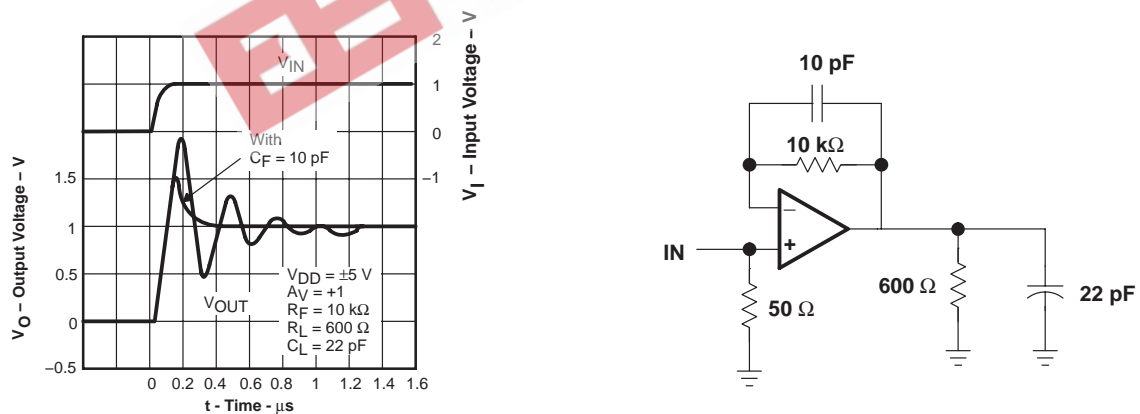 V_O – Output Voltage – V
1.5
1
0.5
0
–0.5
2
1
0
–1
V_I – Input Voltage – V
V_IN
With
C_F = 10 pF
V_OUT
V_DD = ±5 V
A_V = +1
R_F = 10 kΩ
R_L = 600 Ω
C_L = 22 pF
0 0.2 0.4 0.6 0.8 1 1.2 1.4 1.6
t - Time - μs
10 pF
10 kΩ
–
+
IN
50 Ω
600 Ω
22 pF